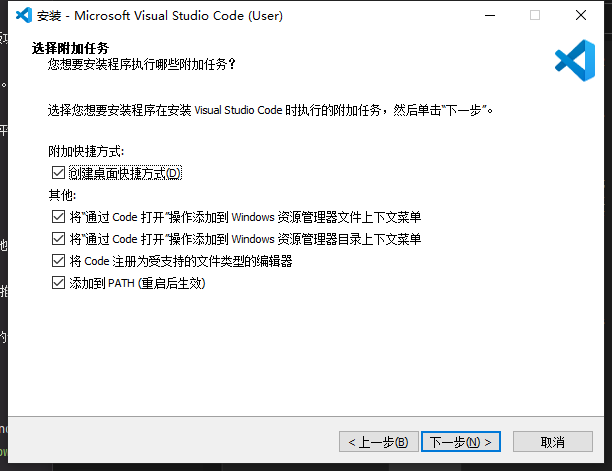 安装 - Microsoft Visual Studio Code (User)
选择附加任务
您想要安装程序执行哪些附加任务？
选择您想要安装程序在安装 Visual Studio Code 时执行的附加任务，然后单击“下一步”。
附加快捷方式:
创建桌面快捷方式(D)
其他:
将“通过 Code 打开”操作添加到 Windows 资源管理器文件上下文菜单
将“通过 Code 打开”操作添加到 Windows 资源管理器目录上下文菜单
将 Code 注册为受支持的文件类型的编辑器
添加到 PATH (重启后生效)
< 上一步(B)
下一步(N) >
取消